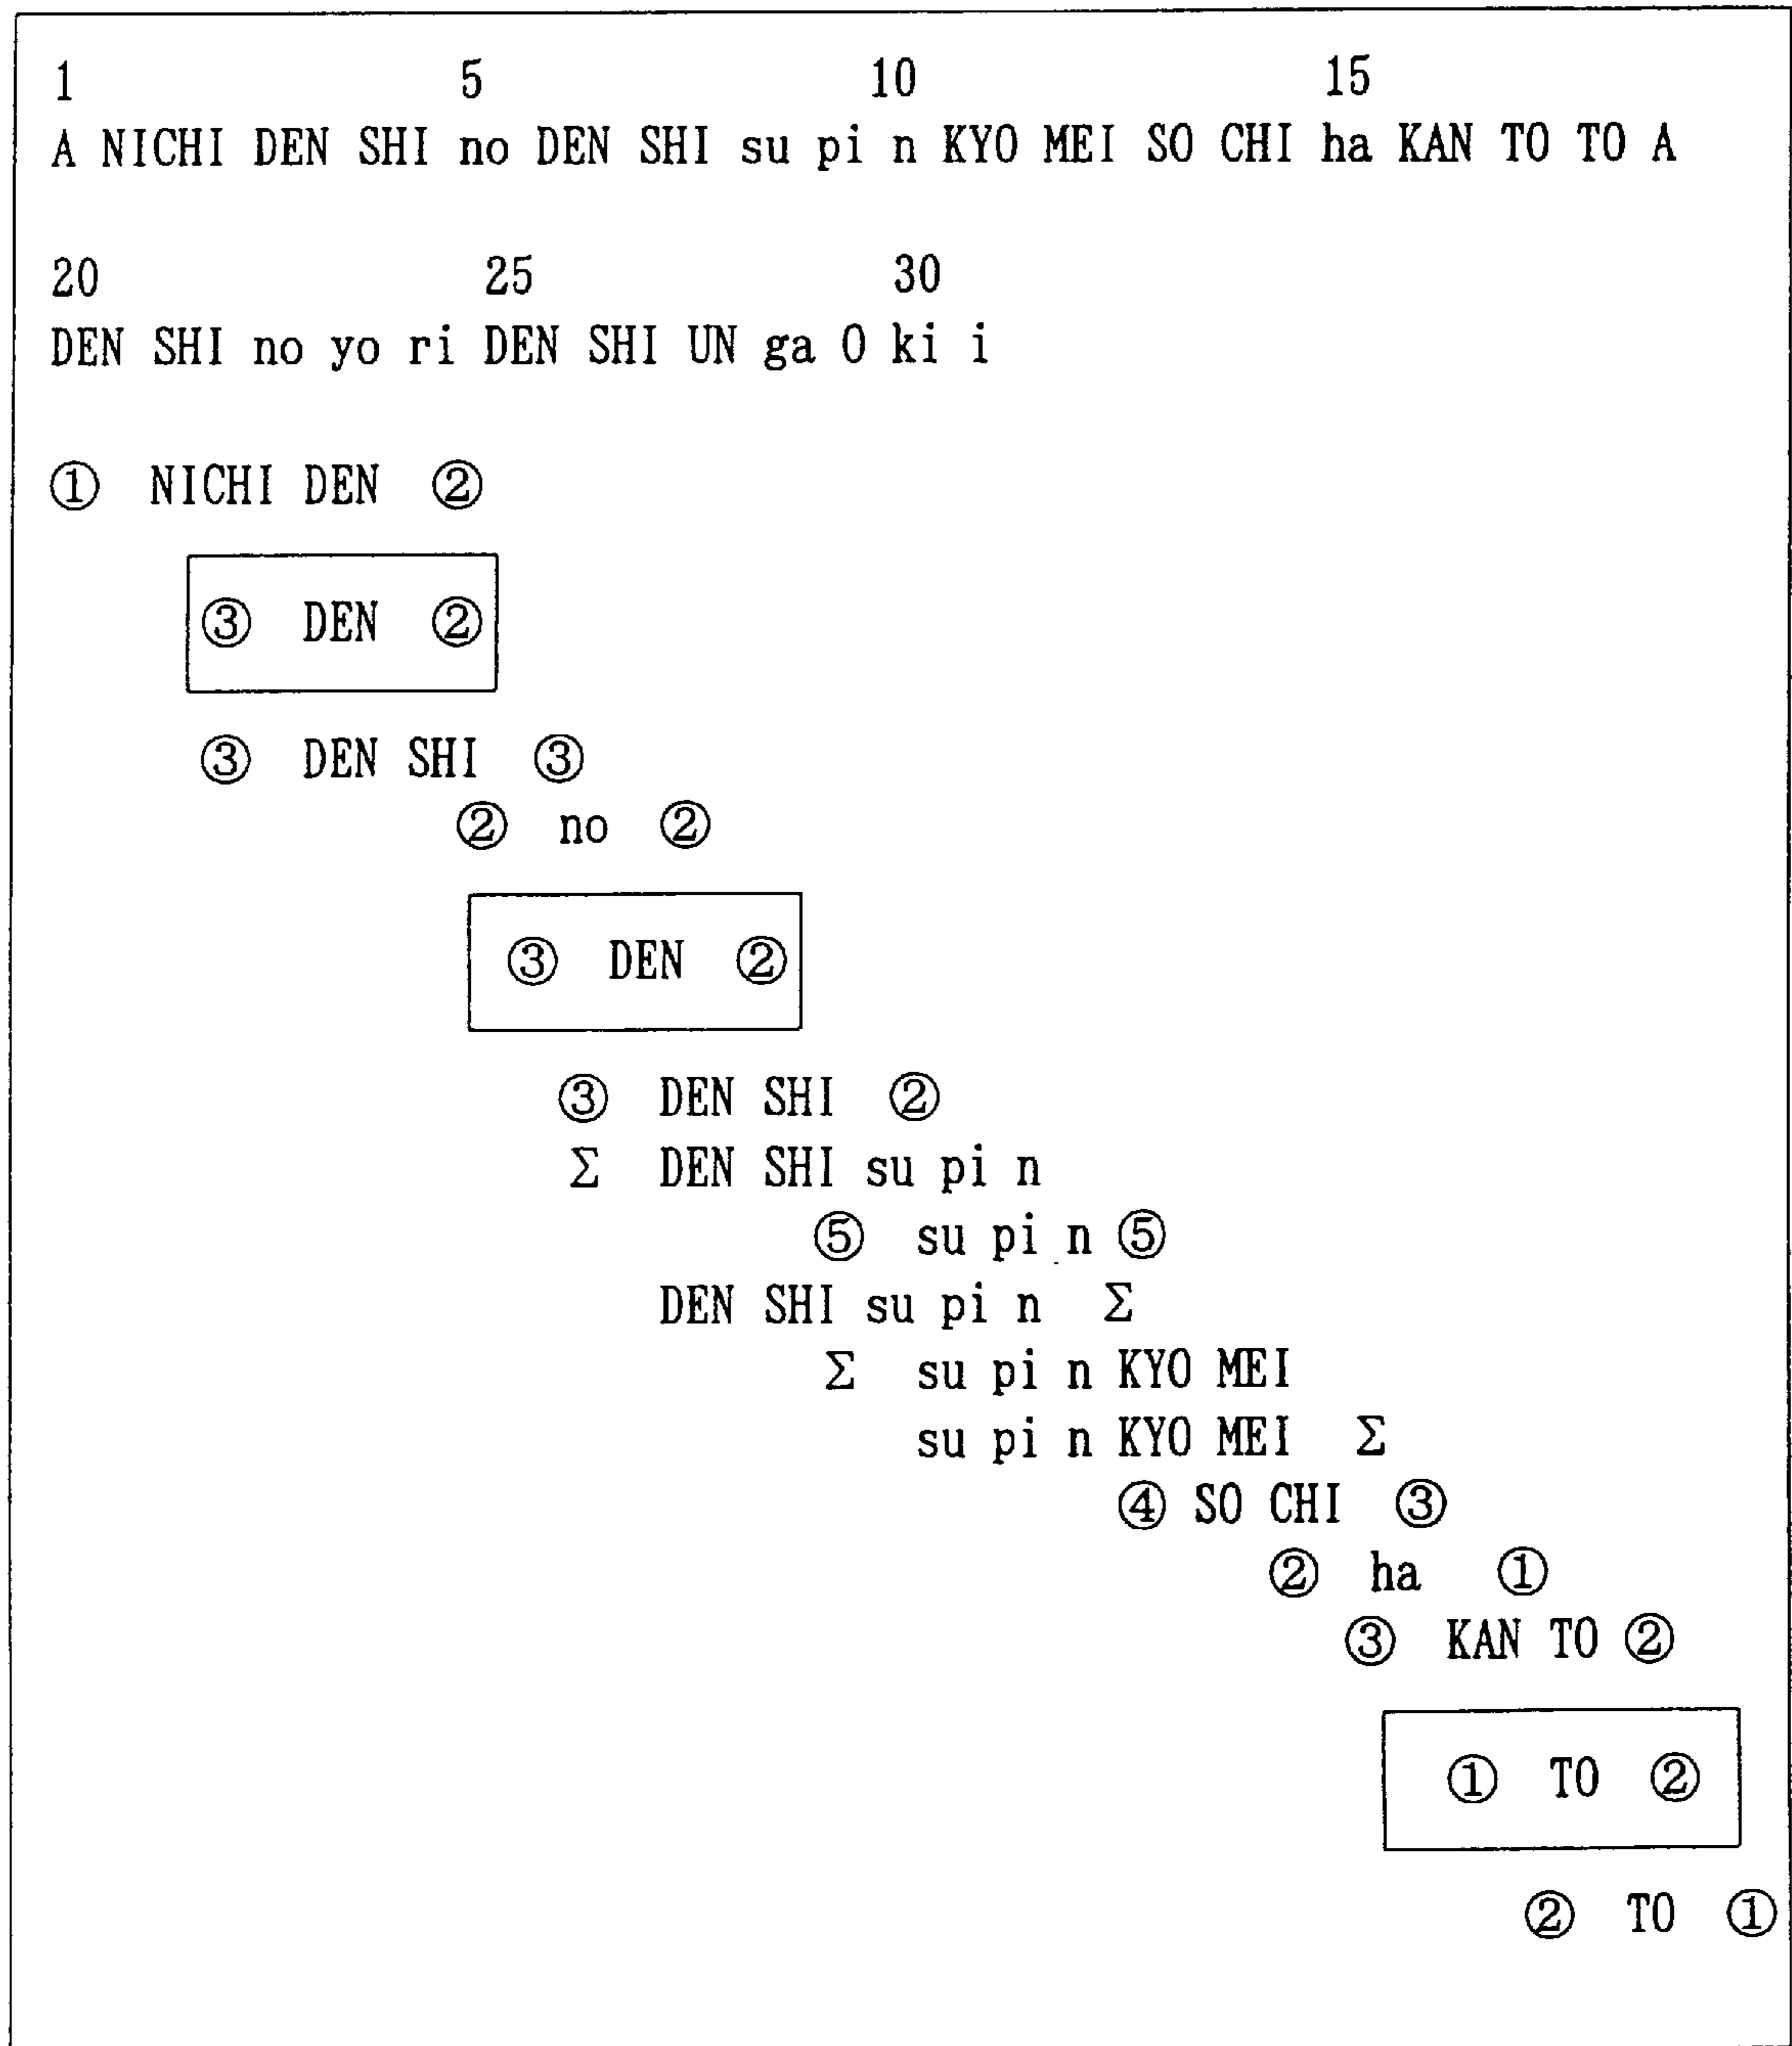 1 5 10 15
A NICHI DEN SHI no DEN SHI su pi n KYO MEI SO CHI ha KAN TO TO A
20 25 30
DEN SHI no yo ri DEN SHI UN ga O ki i
① NICHI DEN ②
③ DEN ②
③ DEN SHI ③
② no ②
③ DEN ②
③ DEN SHI ②
Σ DEN SHI su pi n
⑤ su pi n ⑤
DEN SHI su pi n Σ
Σ su pi n KYO MEI
su pi n KYO MEI Σ
④ SO CHI ③
② ha ①
③ KAN TO ②
① TO ②
② TO ①